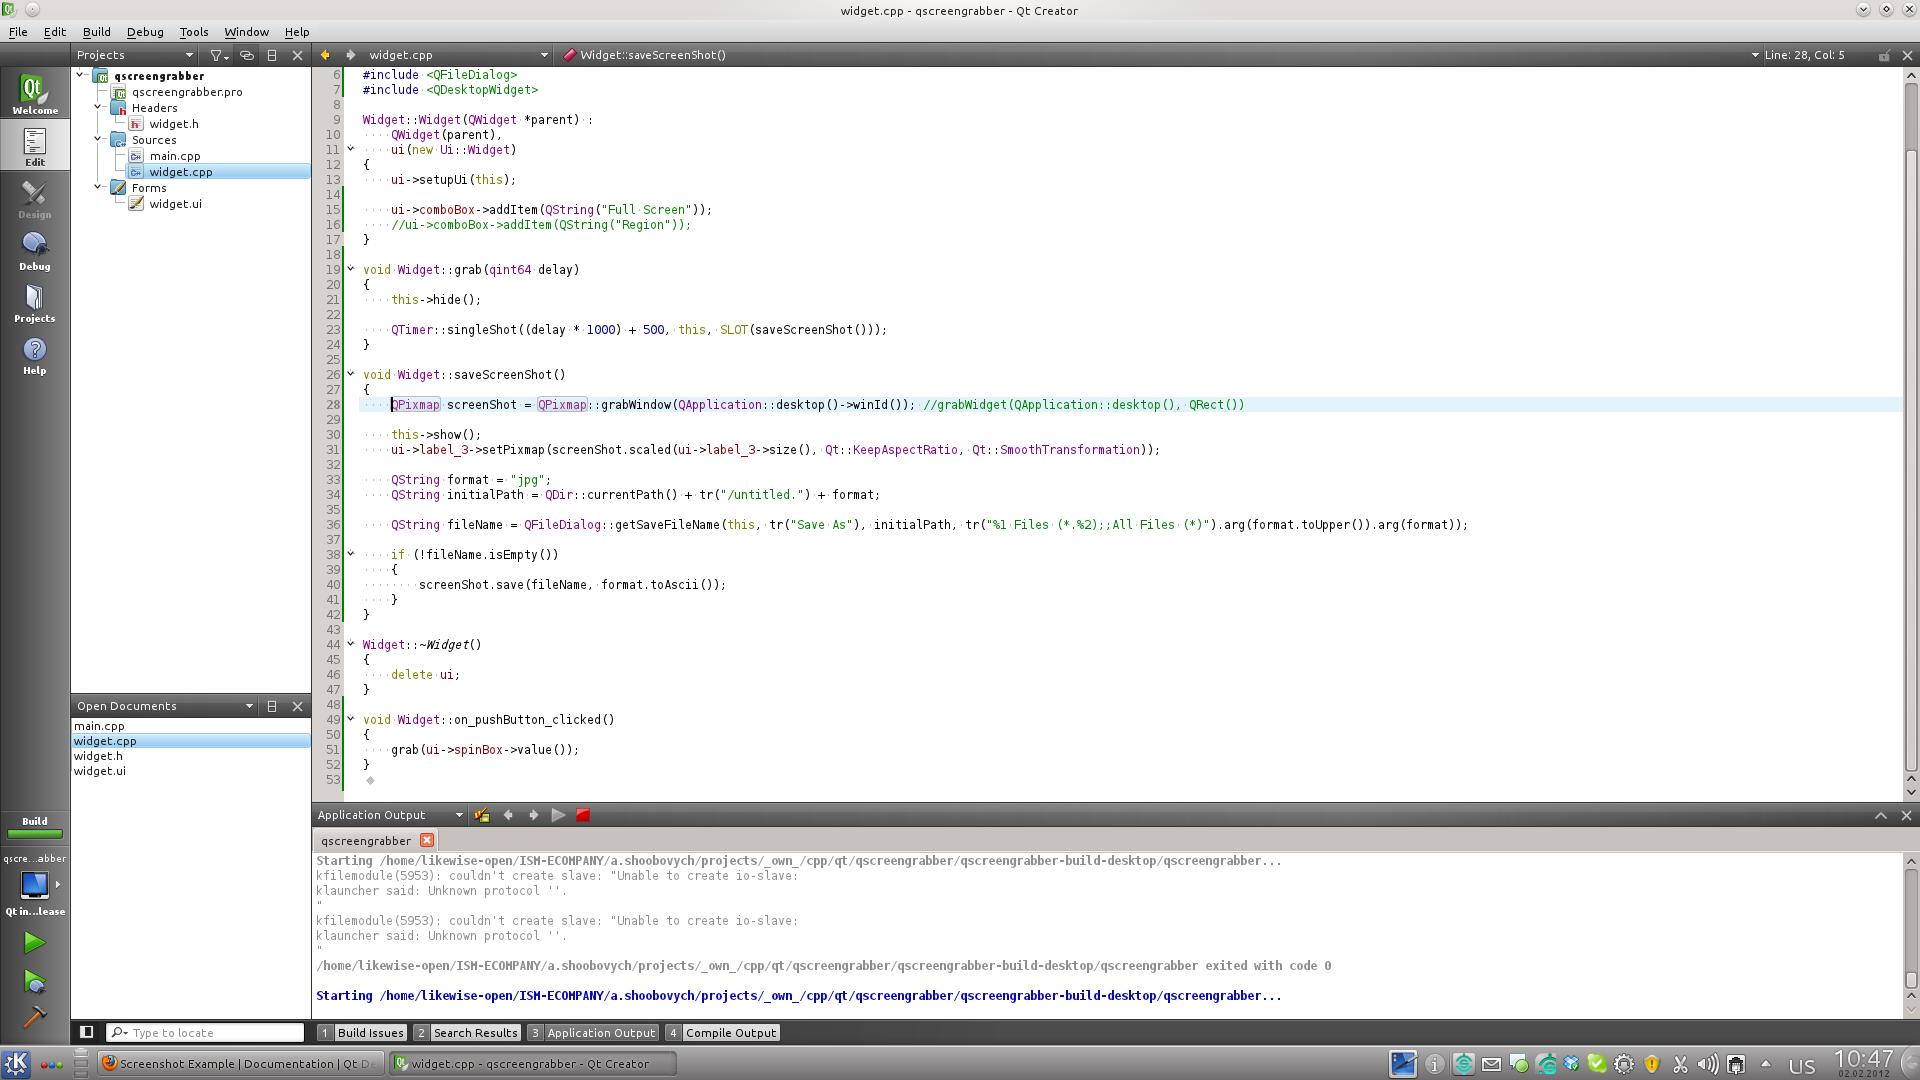 widget.cpp - qscreengrabber - Qt Creator
File Edit Build Debug Tools Window Help
Projects
widget.cpp
Widget::saveScreenShot()
Line: 28, Col: 5
Welcome
Edit
Design
Debug
Projects
Help
qscreengrabber
qscreengrabber.pro
Headers
widget.h
Sources
main.cpp
widget.cpp
Forms
widget.ui
6 #include <QFileDialog>
7 #include <QDesktopWidget>
8
9 Widget::Widget(QWidget *parent) :
10 QWidget(parent),
11 ui(new Ui::Widget)
12 {
13 ui->setupUi(this);
14
15 ui->comboBox->addItem(QString("Full Screen"));
16 //ui->comboBox->addItem(QString("Region"));
17 }
18
19 void Widget::grab(qint64 delay)
20 {
21 this->hide();
22
23 QTimer::singleShot((delay * 1000) + 500, this, SLOT(saveScreenShot()));
24 }
25
26 void Widget::saveScreenShot()
27 {
28 QPixmap screenShot = QPixmap::grabWindow(QApplication::desktop()->winId()); //grabWidget(QApplication::desktop(), QRect())
29
30 this->show();
31 ui->label_3->setPixmap(screenShot.scaled(ui->label_3->size(), Qt::KeepAspectRatio, Qt::SmoothTransformation));
32
33 QString format = "jpg";
34 QString initialPath = QDir::currentPath() + tr("/untitled.") + format;
35
36 QString fileName = QFileDialog::getSaveFileName(this, tr("Save As"), initialPath, tr("%1 Files (*.%2);;All Files (*)").arg(format.toUpper()).arg(format));
37
38 if (!fileName.isEmpty())
39 {
40 screenShot.save(fileName, format.toAscii());
41 }
42 }
43
44 Widget::~Widget()
45 {
46 delete ui;
47 }
48
49 void Widget::on_pushButton_clicked()
50 {
51 grab(ui->spinBox->value());
52 }
53
Open Documents
main.cpp
widget.cpp
widget.h
widget.ui
Build
qscre...abber
Qt in...lease
Application Output
qscreengrabber
Starting /home/likewise-open/ISM-ECOMPANY/a.shoobovych/projects/_own_/cpp/qt/qscreengrabber/qscreengrabber-build-desktop/qscreengrabber...
kfilemodule(5953): couldn't create slave: "Unable to create io-slave:
klauncher said: Unknown protocol ''.
"
kfilemodule(5953): couldn't create slave: "Unable to create io-slave:
klauncher said: Unknown protocol ''.
"
/home/likewise-open/ISM-ECOMPANY/a.shoobovych/projects/_own_/cpp/qt/qscreengrabber/qscreengrabber-build-desktop/qscreengrabber exited with code 0
Starting /home/likewise-open/ISM-ECOMPANY/a.shoobovych/projects/_own_/cpp/qt/qscreengrabber/qscreengrabber-build-desktop/qscreengrabber...
Type to locate
1 Build Issues 2 Search Results 3 Application Output 4 Compile Output
Screenshot Example | Documentation | Qt De
widget.cpp - qscreengrabber - Qt Creator
US
10:47
02.02.2012